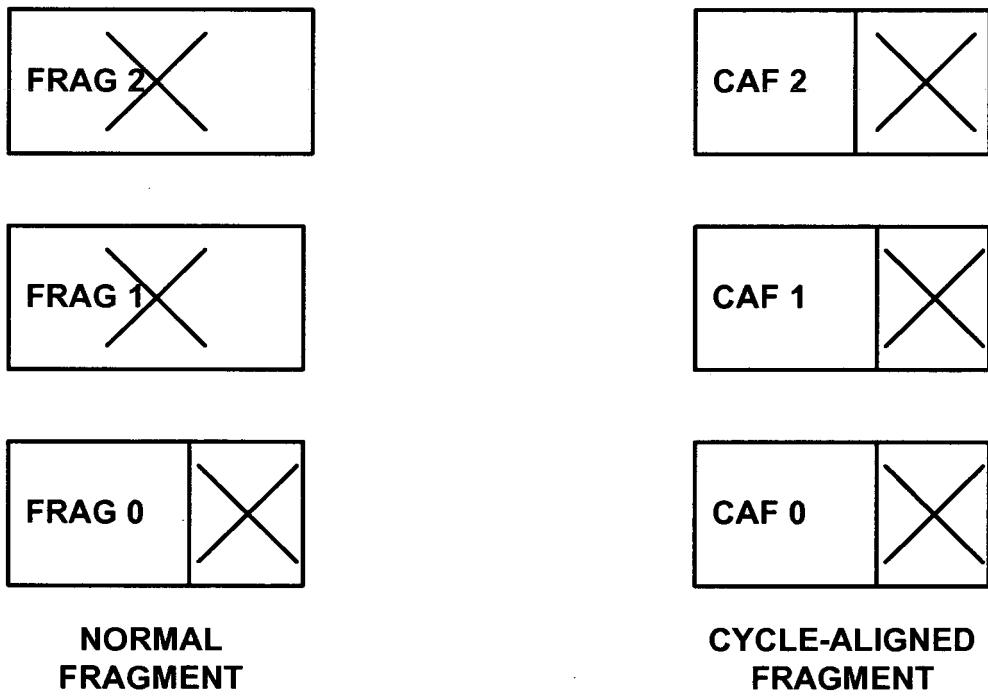 FRAG 2
CAF 2
FRAG 1
CAF 1
FRAG 0
CAF 0
NORMAL
FRAGMENT
CYCLE-ALIGNED
FRAGMENT